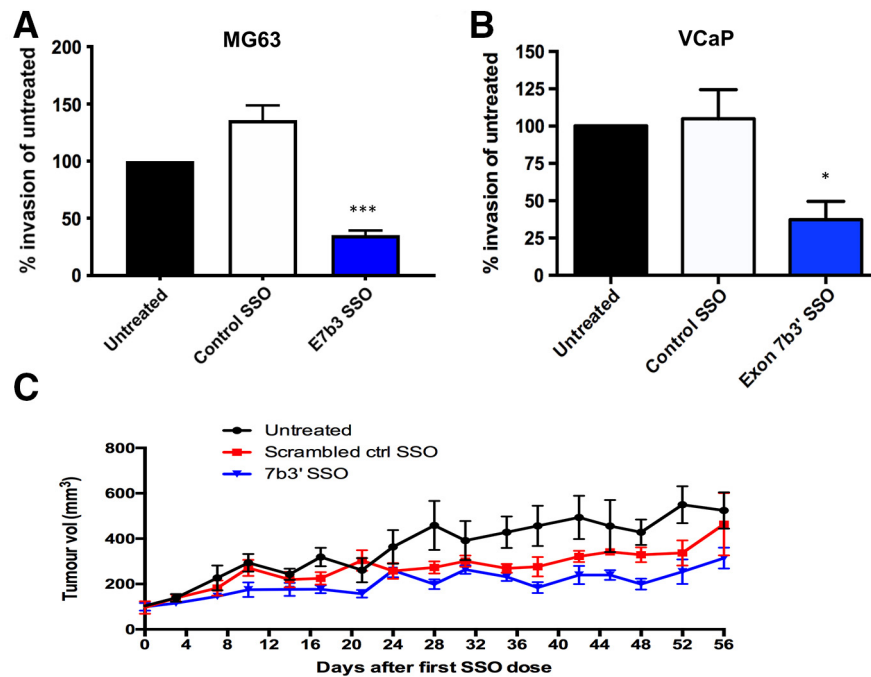 A
MG63
% invasion of untreated
200
150
100
50
0
***
Untreated
Control SSO
E7b3 SSO
B
VCaP
% invasion of untreated
150
125
100
75
50
25
0
*
Untreated
Control SSO
Exon 7b3' SSO
C
Untreated
Scrambled ctrl SSO
7b3' SSO
Tumour vol (mm³)
800
600
400
200
0
0 4 8 12 16 20 24 28 32 36 40 44 48 52 56
Days after first SSO dose